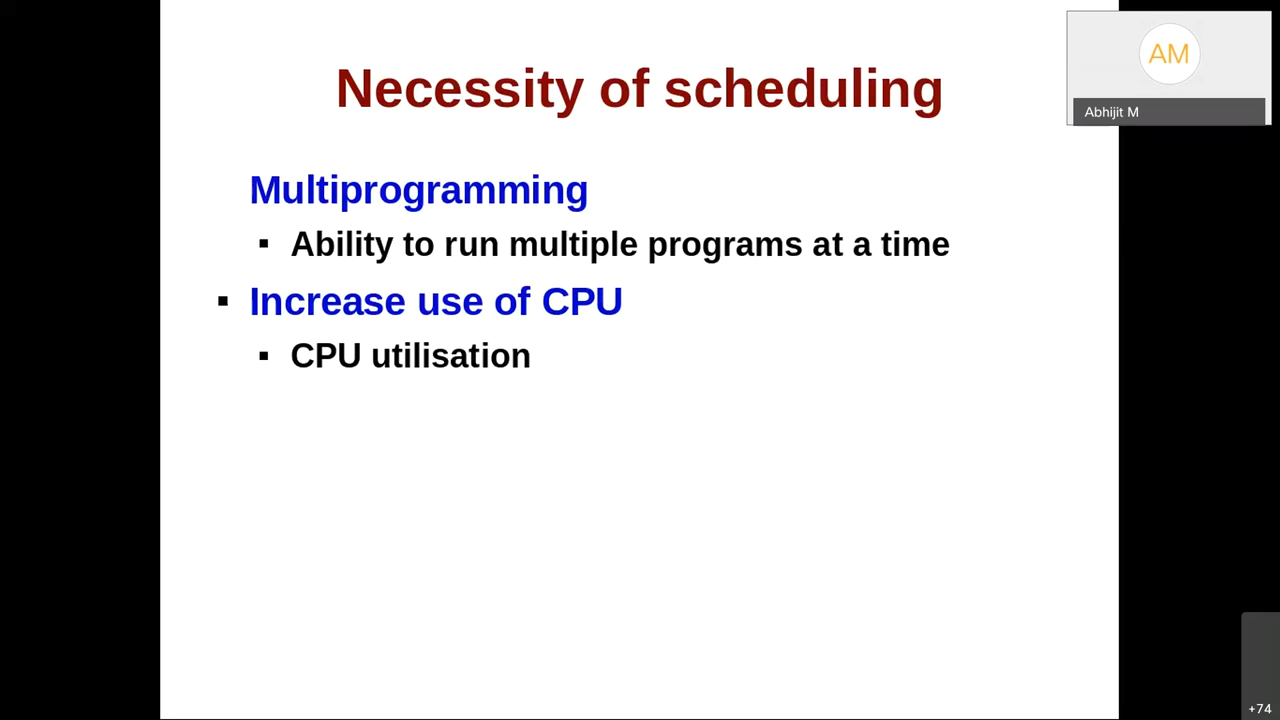 Necessity of scheduling
AM
Abhijit M
Multiprogramming
▪ Ability to run multiple programs at a time
▪ Increase use of CPU
▪ CPU utilisation
+74